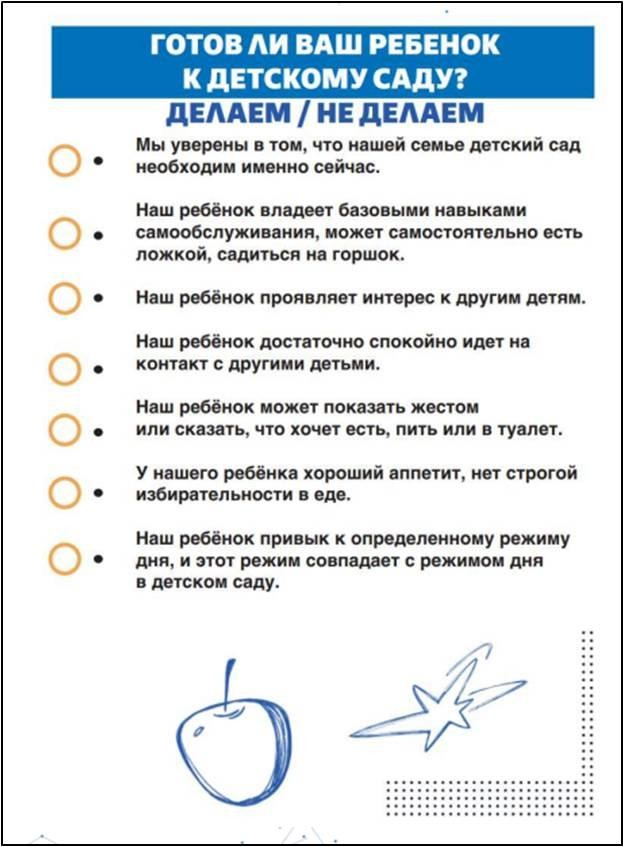 ГОТОВ ЛИ ВАШ РЕБЕНОК
К ДЕТСКОМУ САДУ?
ДЕЛАЕМ / НЕ ДЕЛАЕМ
• Мы уверены в том, что нашей семье детский сад
необходим именно сейчас.
• Наш ребёнок владеет базовыми навыками
самообслуживания, может самостоятельно есть
ложкой, садиться на горшок.
• Наш ребёнок проявляет интерес к другим детям.
• Наш ребёнок достаточно спокойно идет на
контакт с другими детьми.
• Наш ребёнок может показать жестом
или сказать, что хочет есть, пить или в туалет.
• У нашего ребёнка хороший аппетит, нет строгой
избирательности в еде.
• Наш ребёнок привык к определенному режиму
дня, и этот режим совпадает с режимом дня
в детском саду.